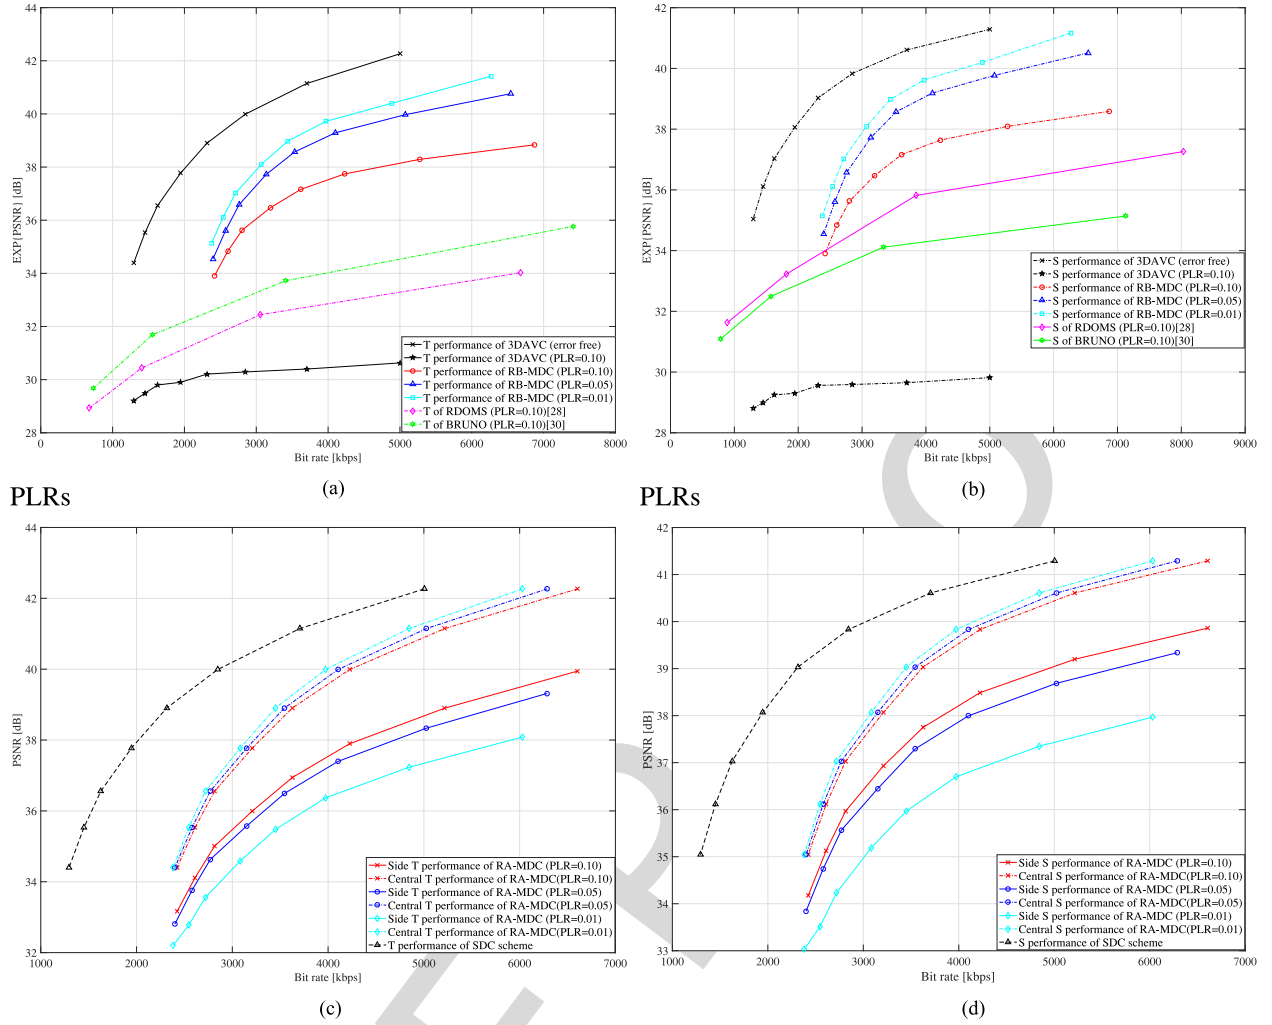 44
42
40
38
36
34
32
30
28
EXP{PSNR} [dB]
0
1000
2000
3000
4000
5000
6000
7000
8000
Bit rate [kbps]
T performance of 3DAVC (error free)
T performance of 3DAVC (PLR=0.10)
T performance of RB-MDC (PLR=0.10)
T performance of RB-MDC (PLR=0.05)
T performance of RB-MDC (PLR=0.01)
T of RDOMS (PLR=0.10)[28]
T of BRUNO (PLR=0.10)[30]
(a)
42
40
38
36
34
32
30
28
EXP{PSNR} [dB]
0
1000
2000
3000
4000
5000
6000
7000
8000
9000
Bit rate [kbps]
S performance of 3DAVC (error free)
S performance of 3DAVC (PLR=0.10)
S performance of RB-MDC (PLR=0.10)
S performance of RB-MDC (PLR=0.05)
S performance of RB-MDC (PLR=0.01)
S of RDOMS (PLR=0.10)[28]
S of BRUNO (PLR=0.10)[30]
(b)
PLRs
PLRs
44
42
40
38
36
34
32
PSNR [dB]
1000
2000
3000
4000
5000
6000
7000
Bit rate [kbps]
Side T performance of RA-MDC (PLR=0.10)
Central T performance of RA-MDC(PLR=0.10)
Side T performance of RA-MDC (PLR=0.05)
Central T performance of RA-MDC(PLR=0.05)
Side T performance of RA-MDC (PLR=0.01)
Central T performance of RA-MDC(PLR=0.01)
T performance of SDC scheme
(c)
42
41
40
39
38
37
36
35
34
33
PSNR [dB]
1000
2000
3000
4000
5000
6000
7000
Bit rate [kbps]
Side S performance of RA-MDC (PLR=0.10)
Central S performance of RA-MDC(PLR=0.10)
Side S performance of RA-MDC (PLR=0.05)
Central S performance of RA-MDC(PLR=0.05)
Side S performance of RA-MDC (PLR=0.01)
Central S performance of RA-MDC(PLR=0.01)
S performance of SDC scheme
(d)